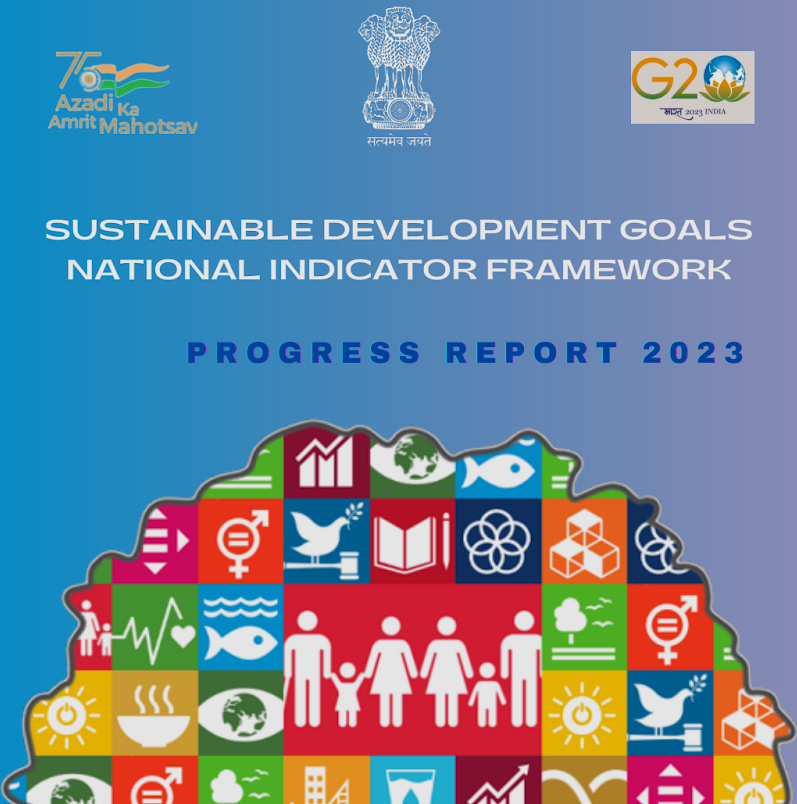 75
Azadi Ka
Amrit Mahotsav
सत्यमेव जयते
G20
भारत 2023 INDIA
SUSTAINABLE DEVELOPMENT GOALS
NATIONAL INDICATOR FRAMEWORK
PROGRESS REPORT 2023